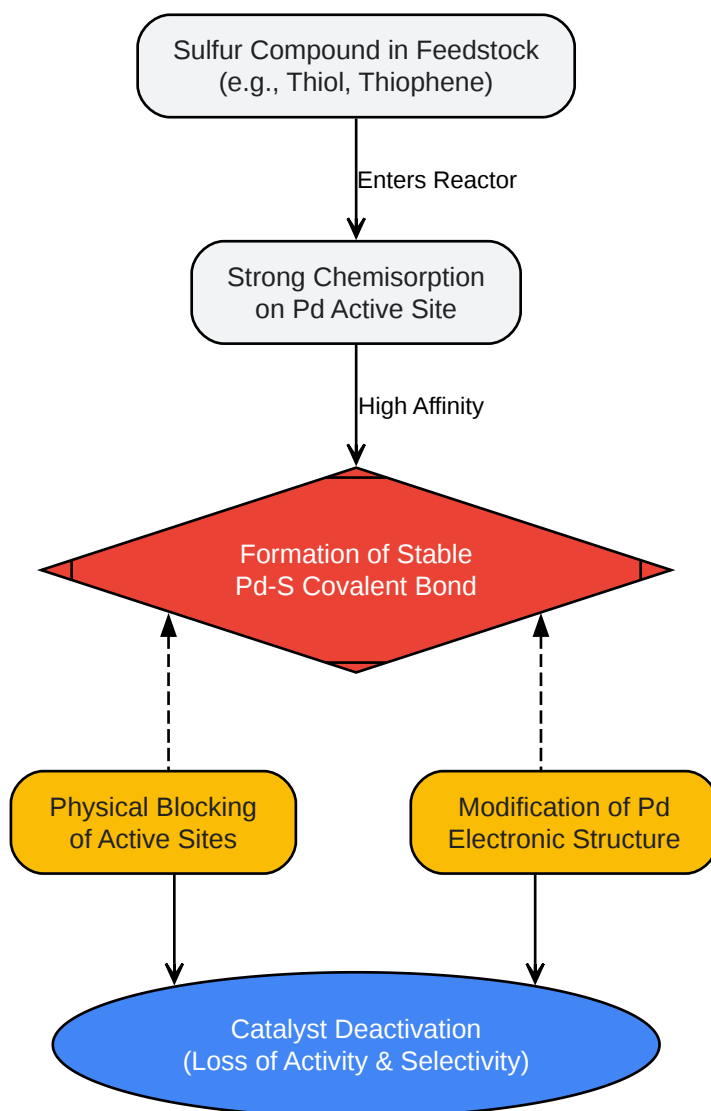 Sulfur Compound in Feedstock
(e.g., Thiol, Thiophene)
Enters Reactor
Strong Chemisorption
on Pd Active Site
High Affinity
Formation of Stable
Pd-S Covalent Bond
Physical Blocking
of Active Sites
Modification of Pd
Electronic Structure
Catalyst Deactivation
(Loss of Activity & Selectivity)